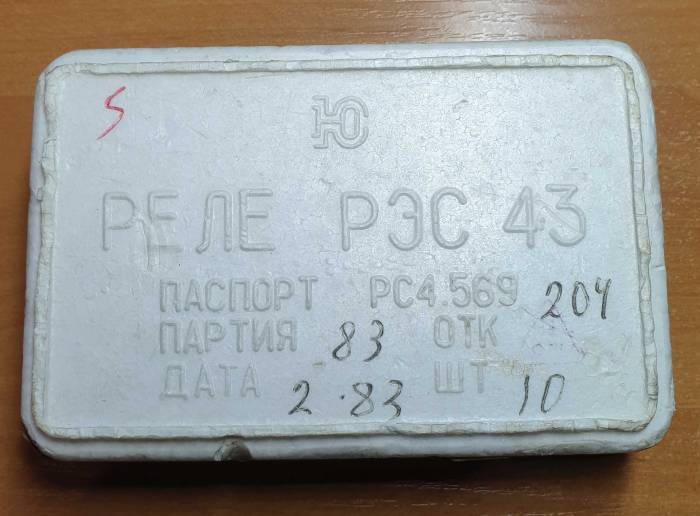 5
Ю
РЕЛЕ РЭС 43
ПАСПОРТ РС4.569 204
ПАРТИЯ 83 ОТК
ДАТА 2.83 ШТ 10